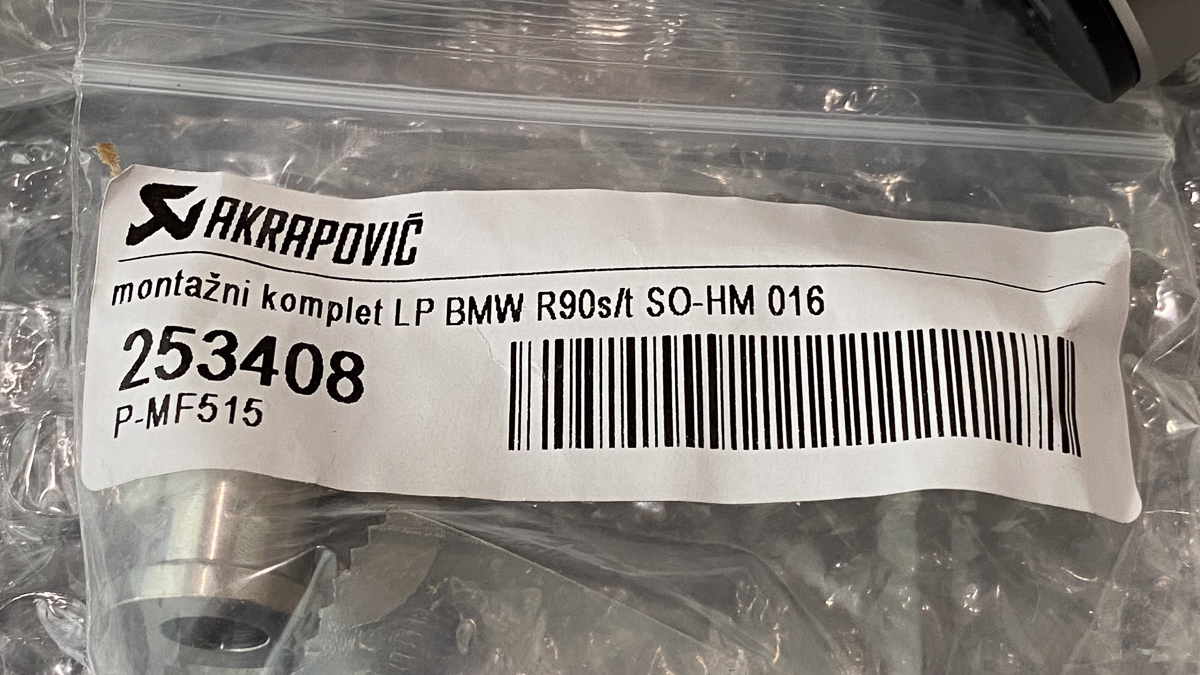 AKRAPOVIČ
montažni komplet LP BMW R90s/t SO-HM 016
253408
P-MF515